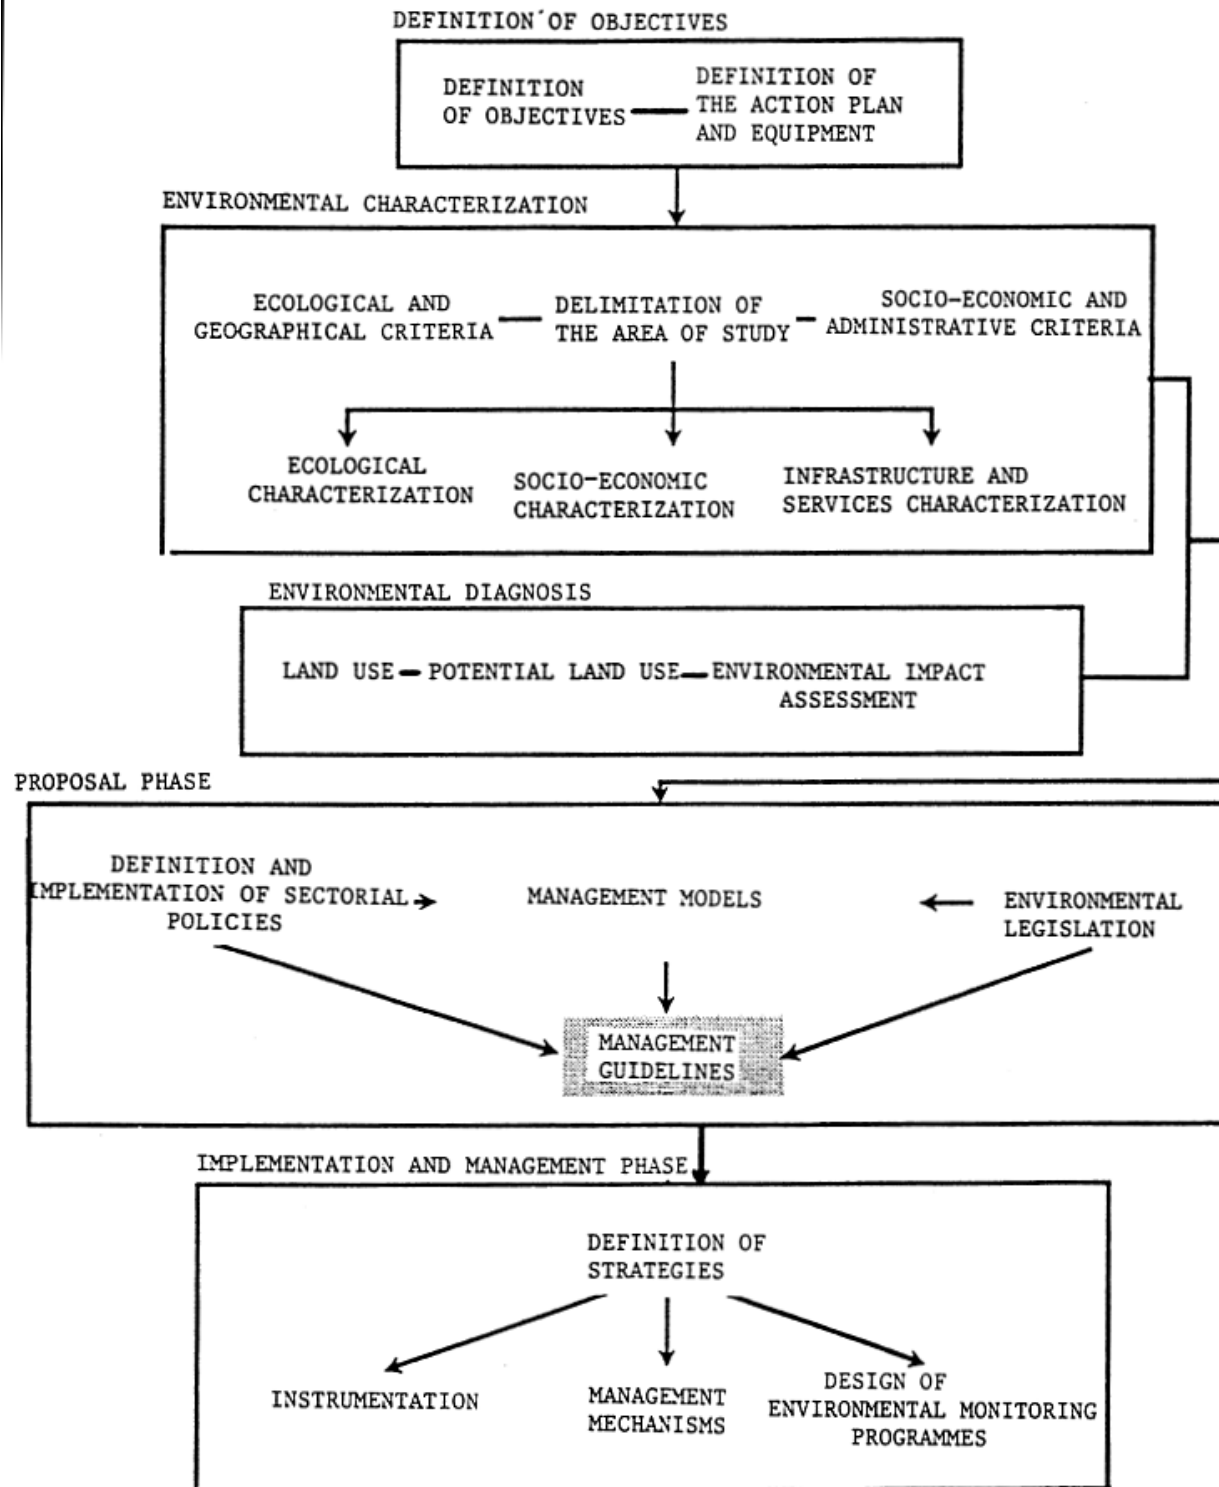 DEFINITION OF OBJECTIVES
DEFINITION
OF OBJECTIVES
DEFINITION OF
THE ACTION PLAN
AND EQUIPMENT
ENVIRONMENTAL CHARACTERIZATION
ECOLOGICAL AND
GEOGRAPHICAL CRITERIA
DELIMITATION OF
THE AREA OF STUDY
SOCIO-ECONOMIC AND
ADMINISTRATIVE CRITERIA
ECOLOGICAL
CHARACTERIZATION
SOCIO-ECONOMIC
CHARACTERIZATION
INFRASTRUCTURE AND
SERVICES CHARACTERIZATION
ENVIRONMENTAL DIAGNOSIS
LAND USE
POTENTIAL LAND USE
ENVIRONMENTAL IMPACT
ASSESSMENT
PROPOSAL PHASE
DEFINITION AND
IMPLEMENTATION OF SECTORIAL
POLICIES
MANAGEMENT MODELS
ENVIRONMENTAL
LEGISLATION
MANAGEMENT
GUIDELINES
IMPLEMENTATION AND MANAGEMENT PHASE
DEFINITION OF
STRATEGIES
INSTRUMENTATION
MANAGEMENT
MECHANISMS
DESIGN OF
ENVIRONMENTAL MONITORING
PROGRAMMES